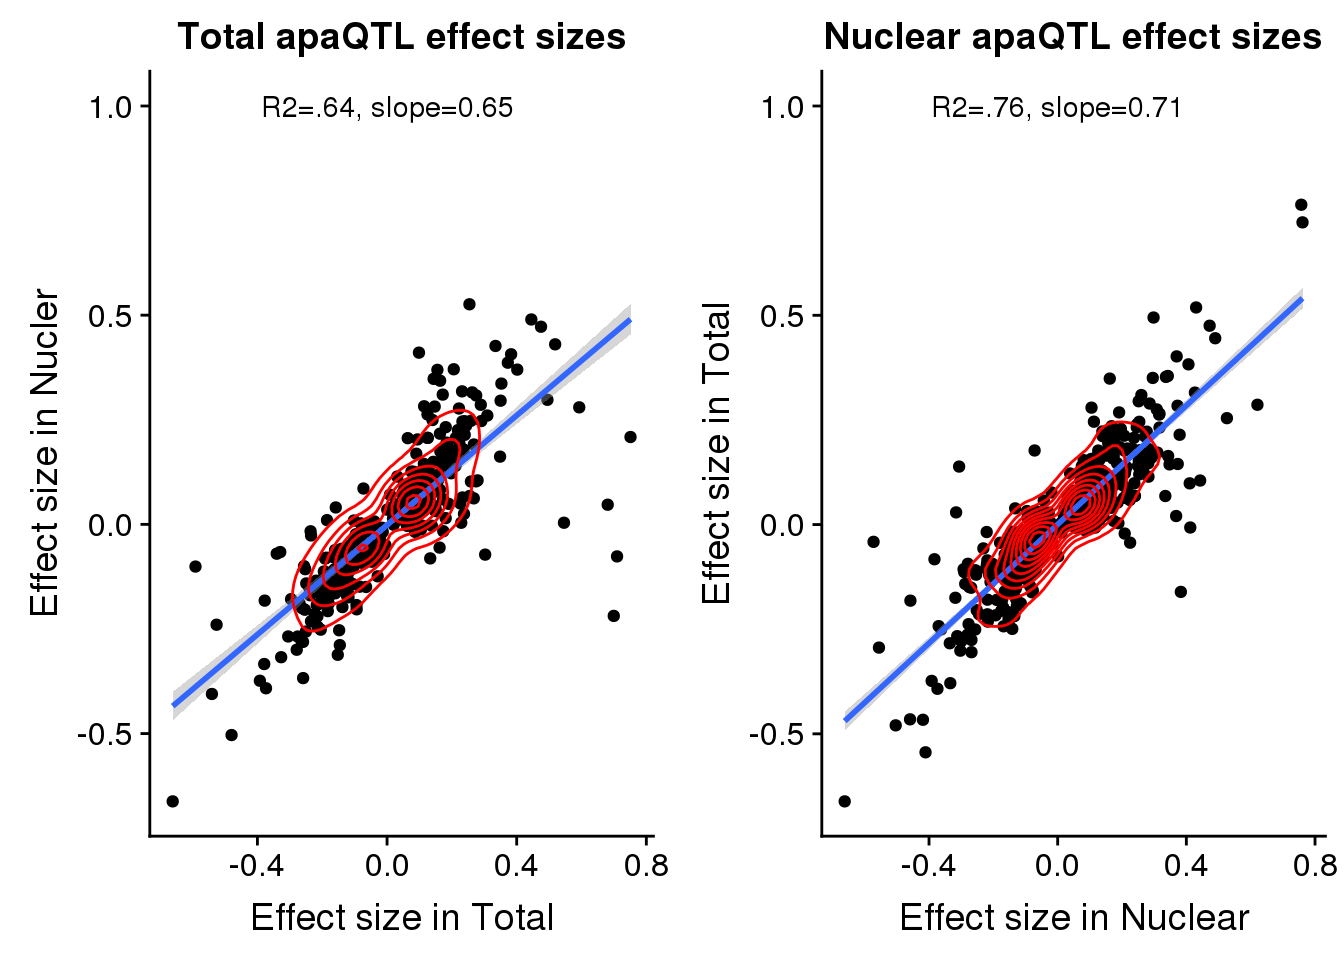 Total apaQTL effect sizes
R2=.64, slope=0.65
1.0
0.5
0.0
-0.5
Effect size in Nucler
-0.4 0.0 0.4 0.8
Effect size in Total
Nuclear apaQTL effect sizes
R2=.76, slope=0.71
1.0
0.5
0.0
-0.5
Effect size in Total
-0.4 0.0 0.4 0.8
Effect size in Nuclear